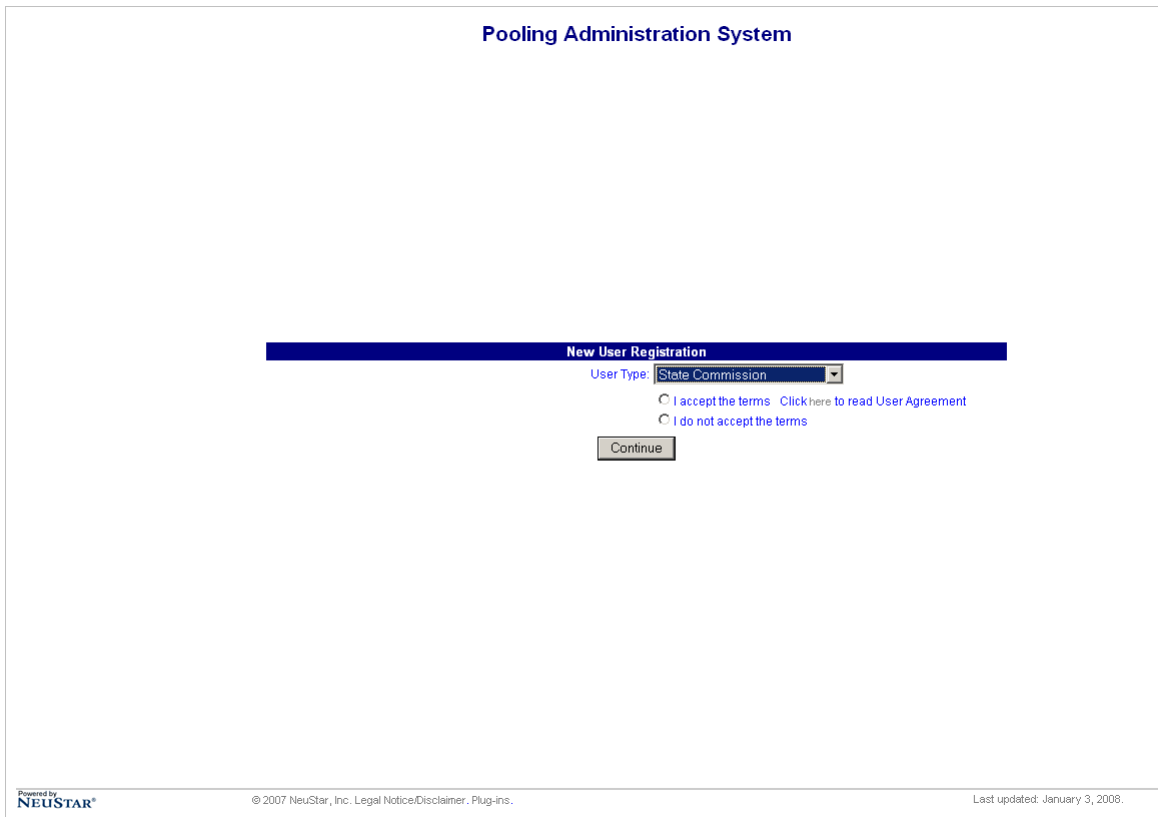 Pooling Administration System
New User Registration
User Type: State Commission
I accept the terms Click here to read User Agreement
I do not accept the terms
Continue
Powered by
NEUSTAR®
© 2007 NeuStar, Inc. Legal Notice/Disclaimer. Plug-ins.
Last updated: January 3, 2008.